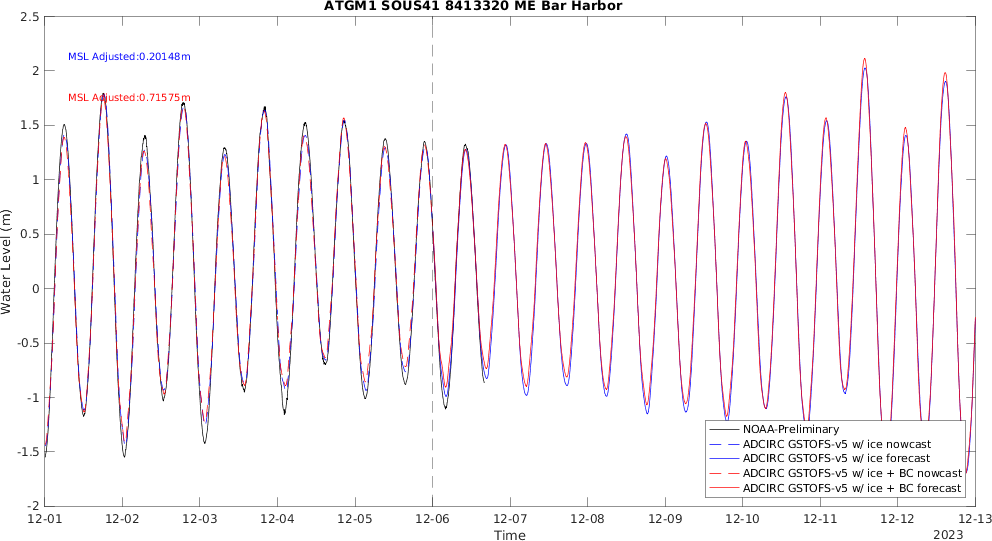 ATGM1 SOUS41 8413320 ME Bar Harbor
2.5
2
1.5
1
0.5
0
-0.5
-1
-1.5
-2
Water Level (m)
MSL Adjusted:0.20148m
MSL Adjusted:0.71575m
NOAA-Preliminary
ADCIRC GSTOFS-v5 w/ ice nowcast
ADCIRC GSTOFS-v5 w/ ice forecast
ADCIRC GSTOFS-v5 w/ ice + BC nowcast
ADCIRC GSTOFS-v5 w/ ice + BC forecast
12-01 12-02 12-03 12-04 12-05 12-06 12-07 12-08 12-09 12-10 12-11 12-12 12-13
Time
2023